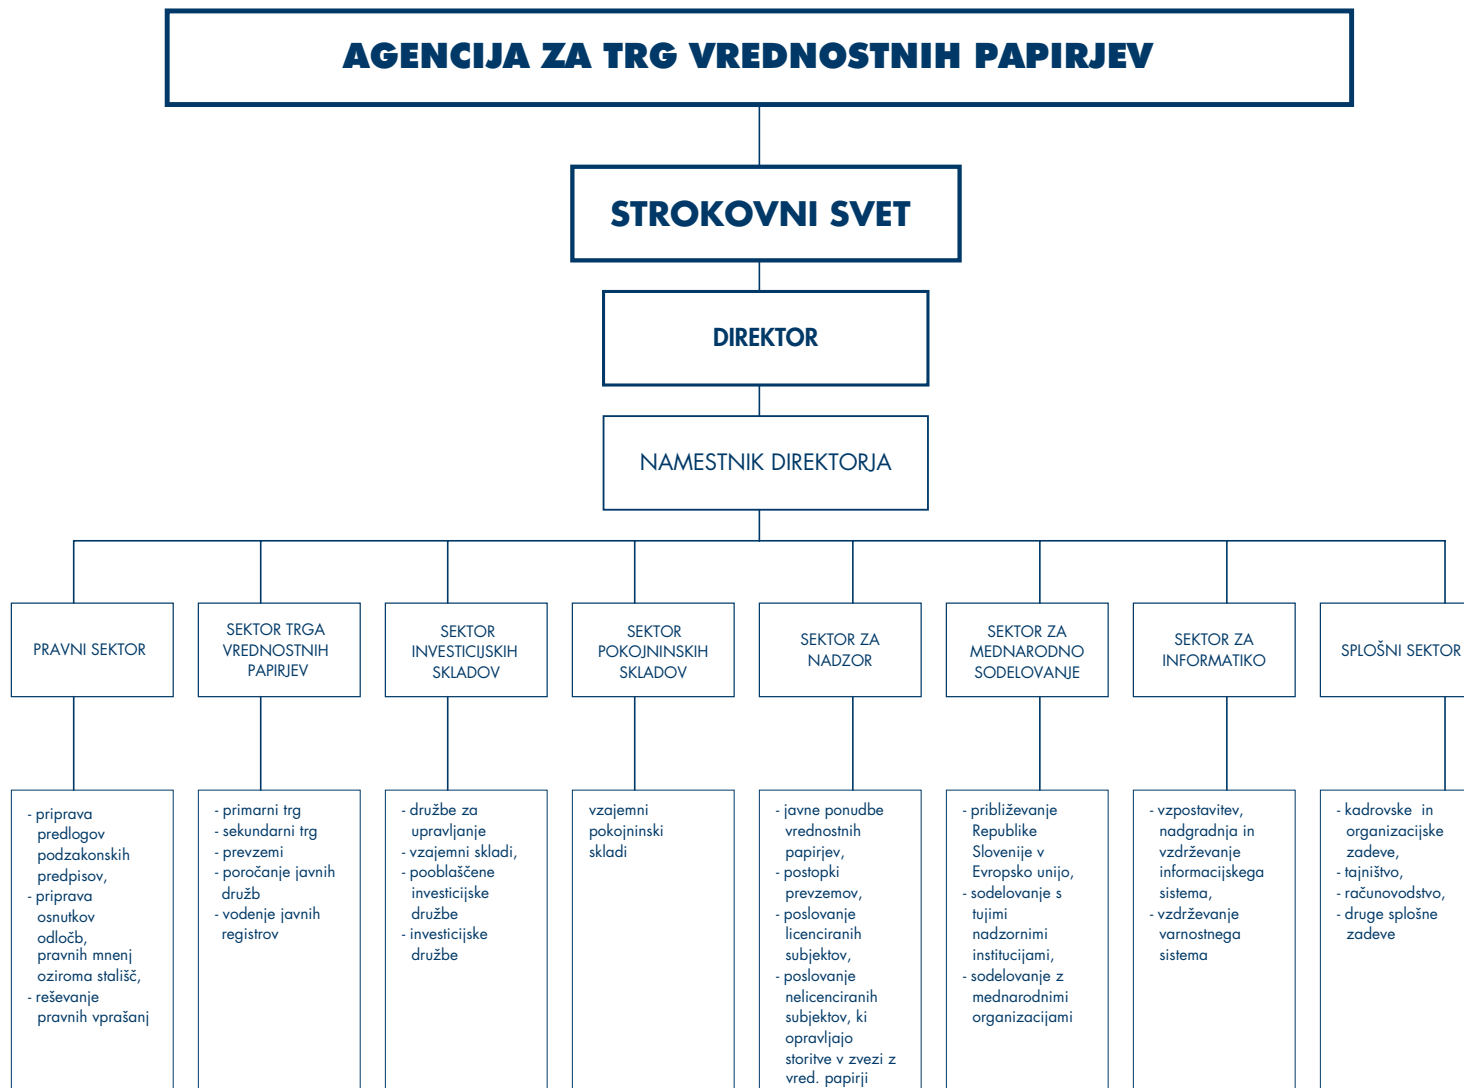 AGENCIJA ZA TRG VREDNOSTNIH PAPIRJEV
STROKOVNI SVET
DIREKTOR
NAMESTNIK DIREKTORJA
PRAVNI SEKTOR
SEKTOR TRGA
VREDNOSTNIH
PAPIRJEV
SEKTOR
INVESTICIJSKIH
SKLADOV
SEKTOR
POKOJNINSKIH
SKLADOV
SEKTOR ZA
NADZOR
SEKTOR ZA
MEDNARODNO
SODELOVANJE
SEKTOR ZA
INFORMATIKO
SPLOŠNI SEKTOR
- priprava
predlogov
podzakonskih
predpisov,
- priprava
osnutkov
odločb,
pravnih mnenj
oziroma stališč,
- reševanje
pravnih vprašanj
- primarni trg
- sekundarni trg
- prevzemi
- poročanje javnih
družb
- vodenje javnih
registrov
- družbe za
upravljanje
- vzajemni skladi,
- pooblaščene
investicijske
družbe
- investicijske
družbe
vzajemni
pokojninski
skladi
- javne ponudbe
vrednostnih
papirjev,
- postopki
prevzemov,
- poslovanje
licenciranih
subjektov,
- poslovanje
nelicenciranih
subjektov, ki
opravljajo
storitve v zvezi z
vred. papirji
- približevanje
Republike
Slovenije v
Evropsko unijo,
- sodelovanje s
tujimi
nadzornimi
institucijami,
- sodelovanje z
mednarodnimi
organizacijami
- vzpostavitev,
nadgradnja in
vzdrževanje
informacijskega
sistema,
- vzdrževanje
varnostnega
sistema
- kadrovske in
organizacijske
zadeve,
- tajništvo,
- računovodstvo,
- druge splošne
zadeve